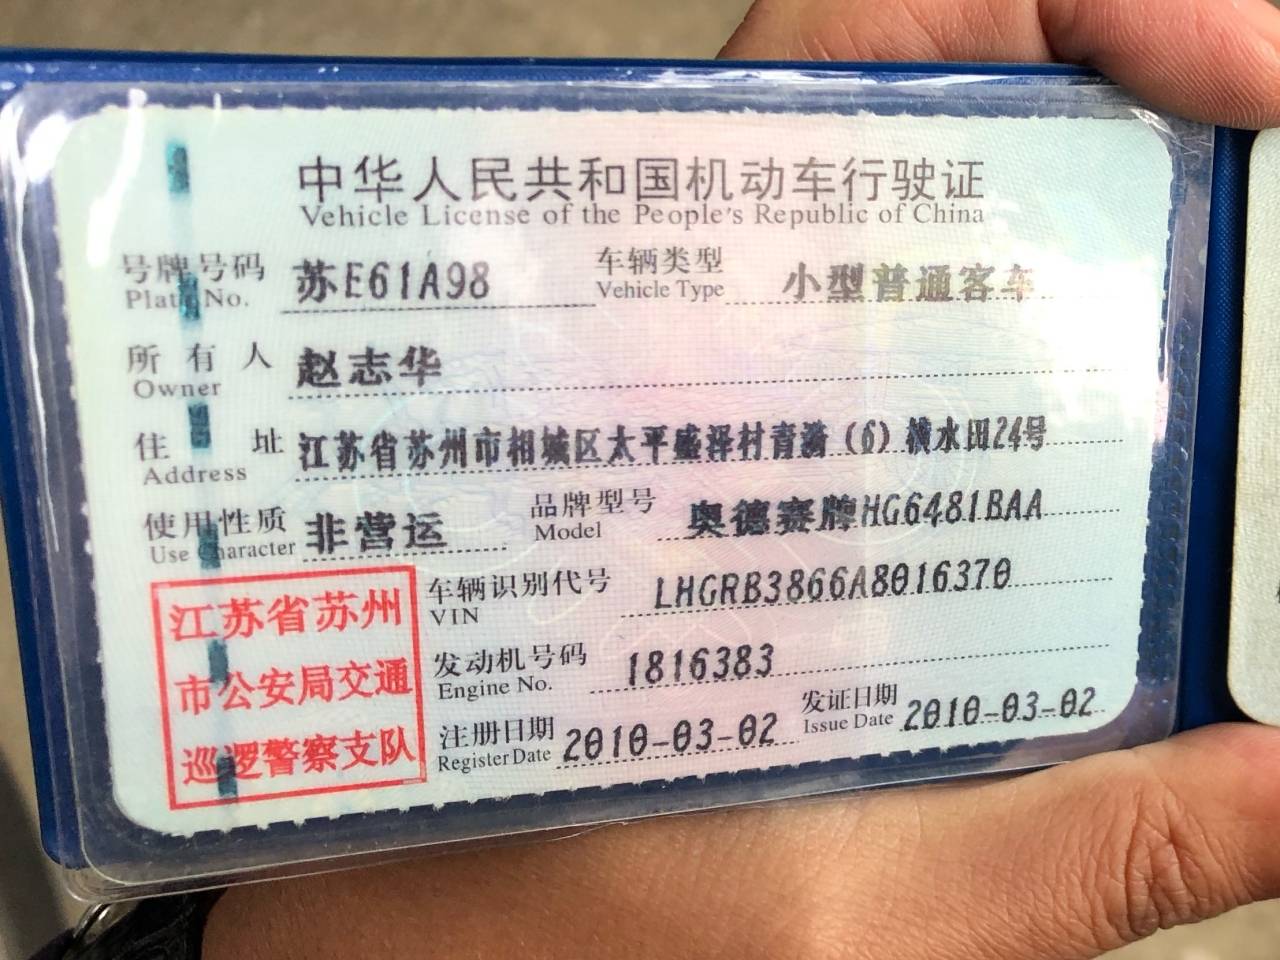 中华人民共和国机动车行驶证
Vehicle License of the People's Republic of China
号牌号码 苏E61A98 车辆类型 小型普通客车
Plate No. Vehicle Type
所有人 赵志华
Owner
住址 江苏省苏州市相城区太平盛泽村青漪（6）浅水田24号
Address
使用性质 非营运 品牌型号 奥德赛牌HG6481BAA
Use Character Model
车辆识别代号 LHGRB3866A8016370
VIN
发动机号码 1816383
Engine No.
注册日期 2010-03-02 发证日期 2010-03-02
Register Date Issue Date
江苏省苏州
市公安局交通
巡逻警察支队